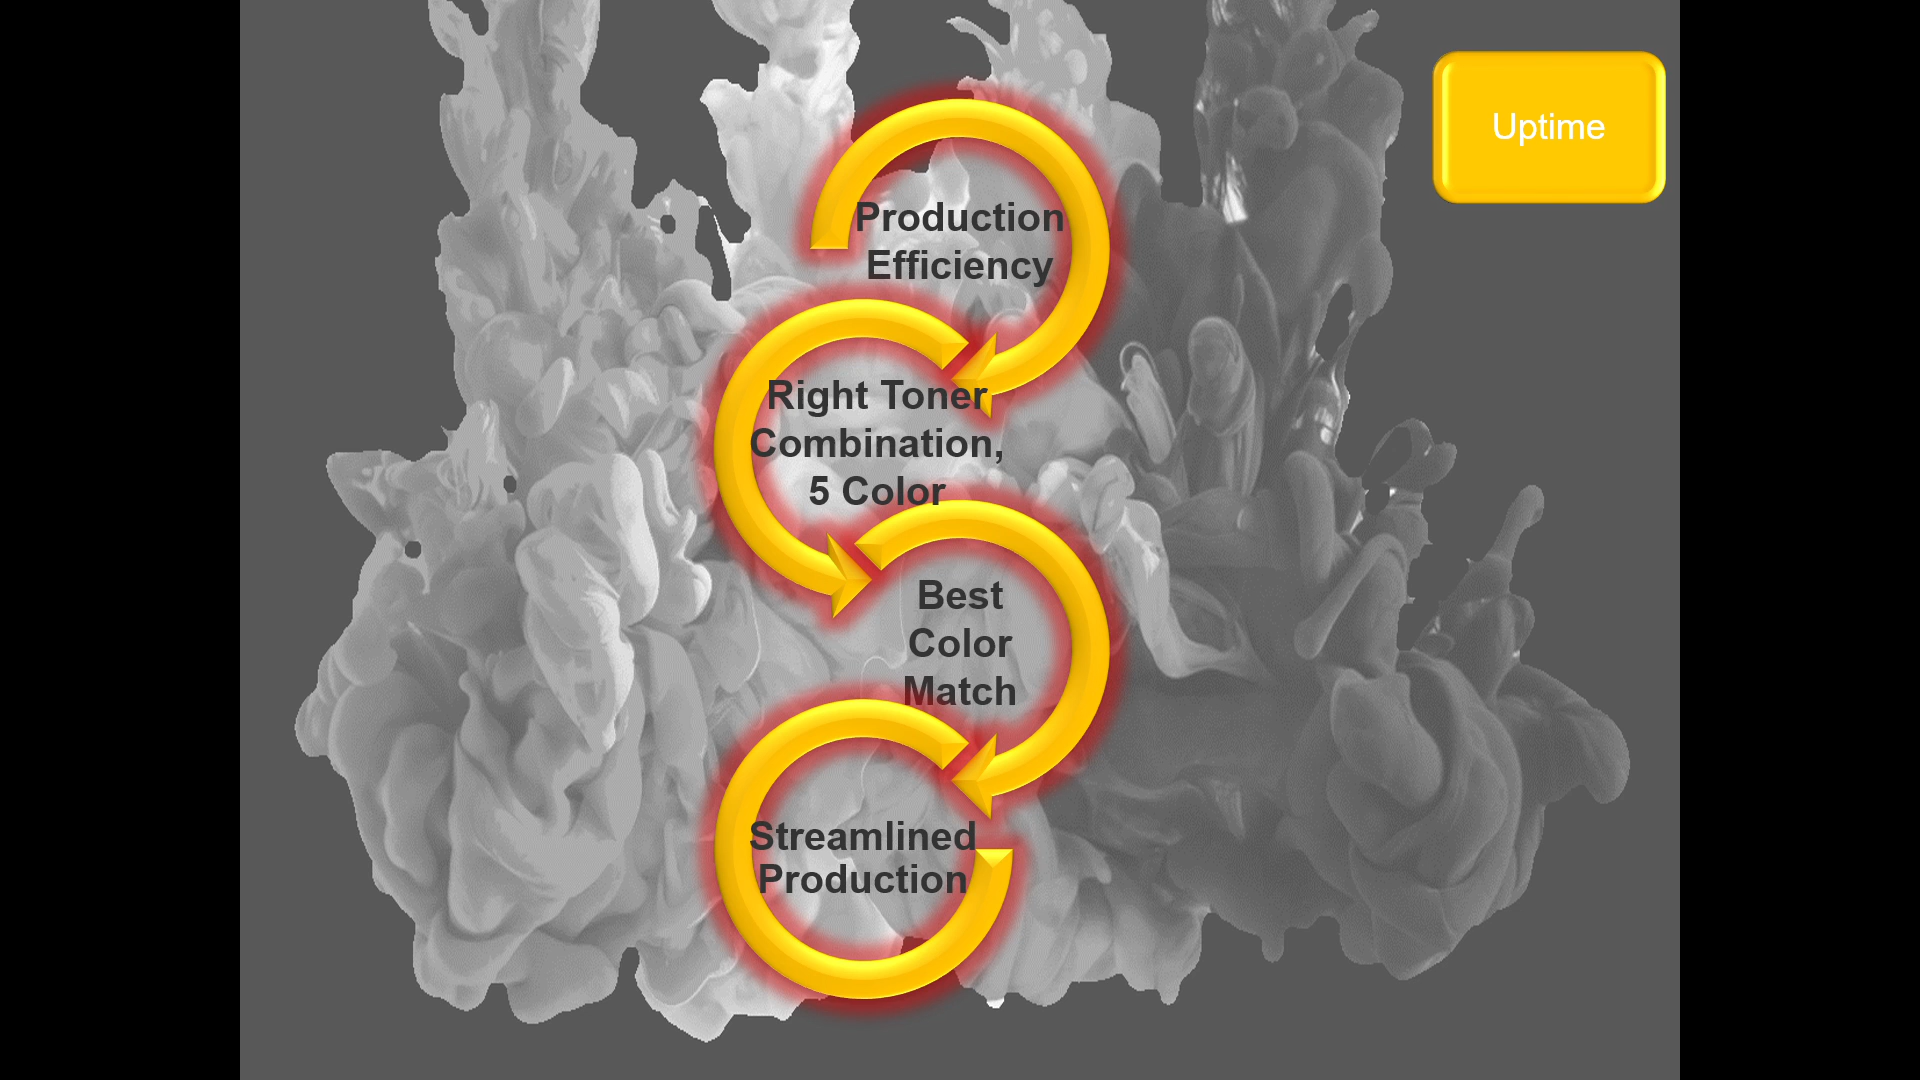 Uptime
Production
Efficiency
Right Toner
Combination,
5 Color
Best
Color
Match
Streamlined
Production